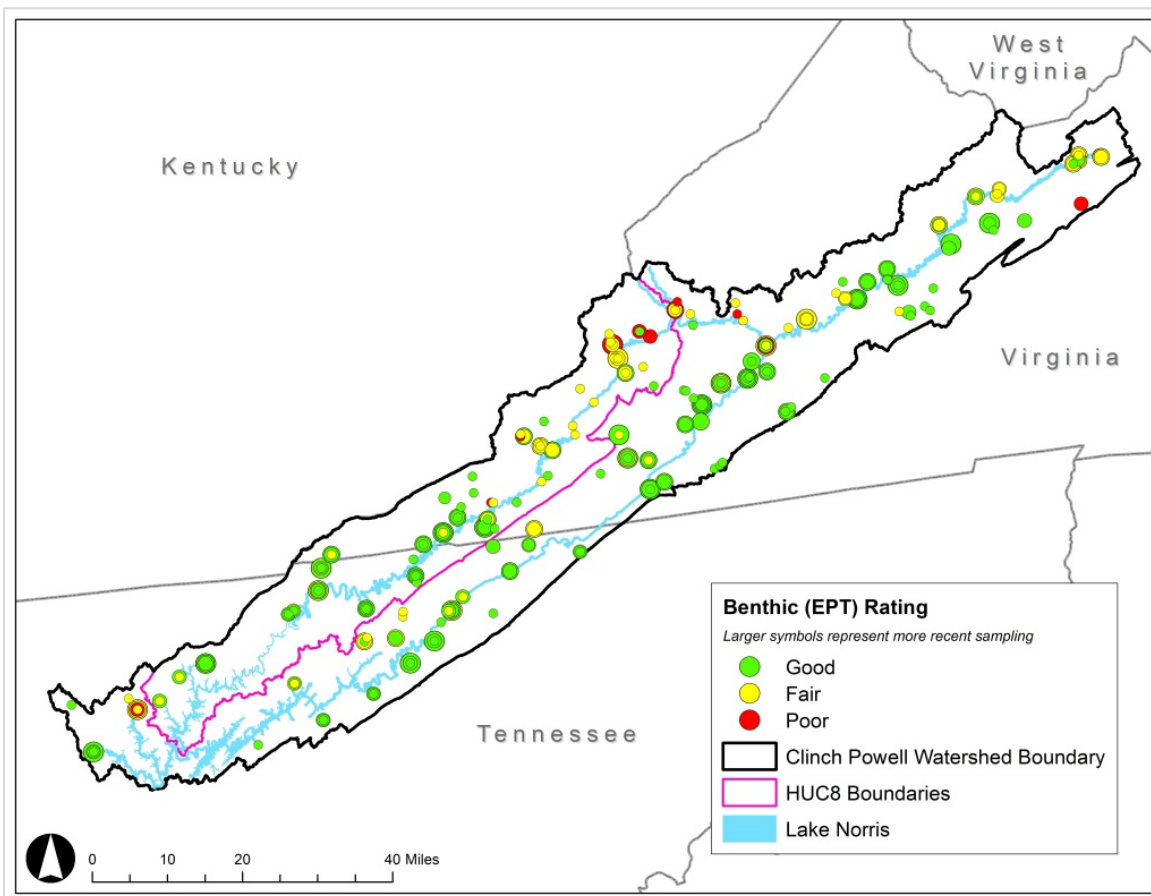 West
Virginia
Kentucky
Virginia
Tennessee
Benthic (EPT) Rating
Larger symbols represent more recent sampling
Good
Fair
Poor
Clinch Powell Watershed Boundary
HUC8 Boundaries
Lake Norris
0 10 20 40 Miles